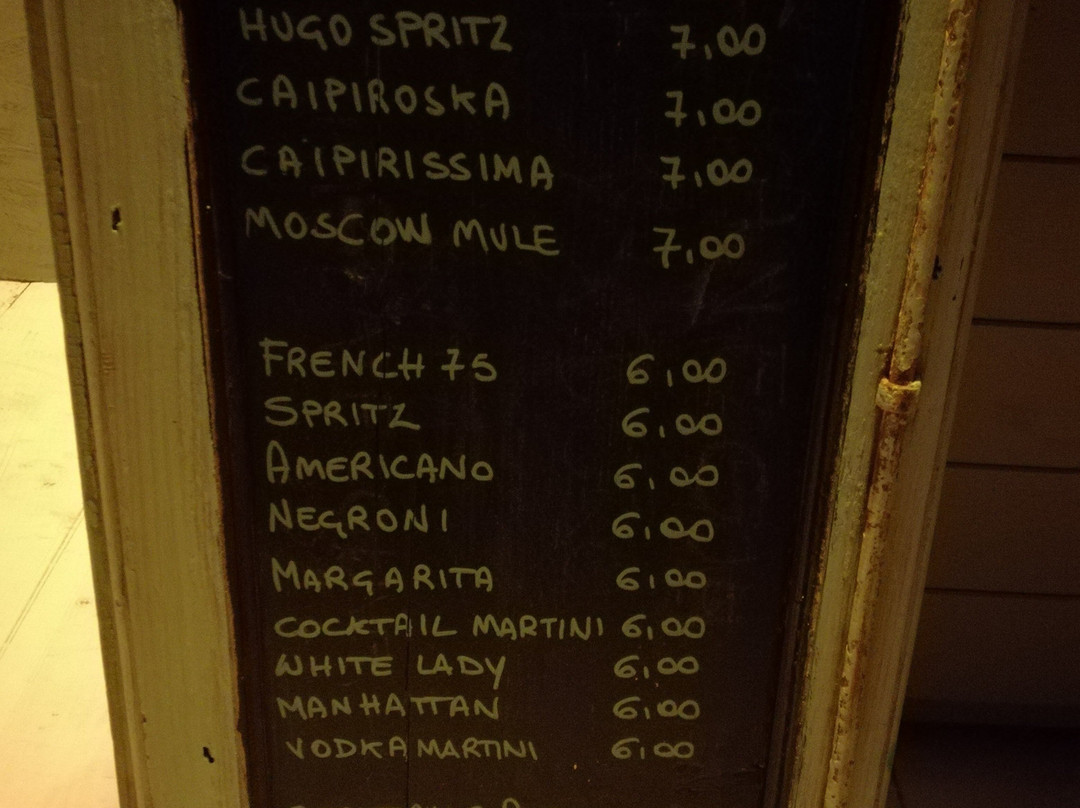 HUGO SPRITZ 7,00
CAIPIROSKA 7,00
CAIPIRISSIMA 7,00
MOSCOW MULE 7,00
FRENCH 75 6,00
SPRITZ 6,00
AMERICANO 6,00
NEGRONI 6,00
MARGARITA 6,00
COCKTAIL MARTINI 6,00
WHITE LADY 6,00
MANHATTAN 6,00
VODKA MARTINI 6,00